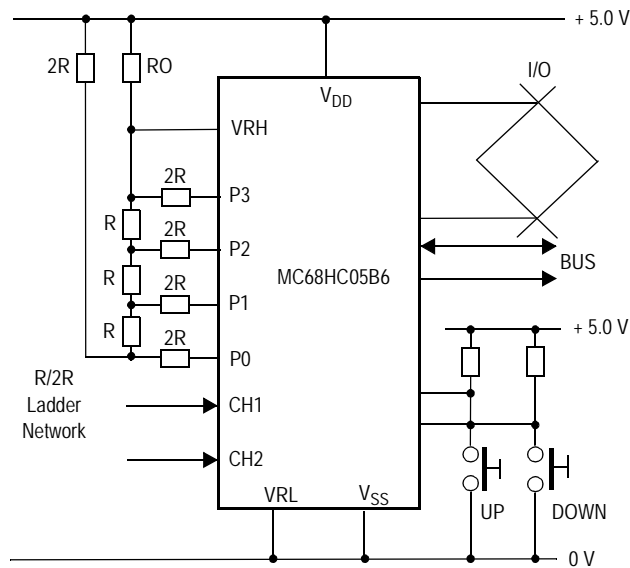 + 5.0 V
2R
RO
I/O
VDD
VRH
2R
P3
R
2R
P2
R
MC68HC05B6
BUS
2R
P1
R
+ 5.0 V
2R
P0
R/2R
Ladder
Network
CH1
CH2
VRL
VSS
UP
DOWN
0 V